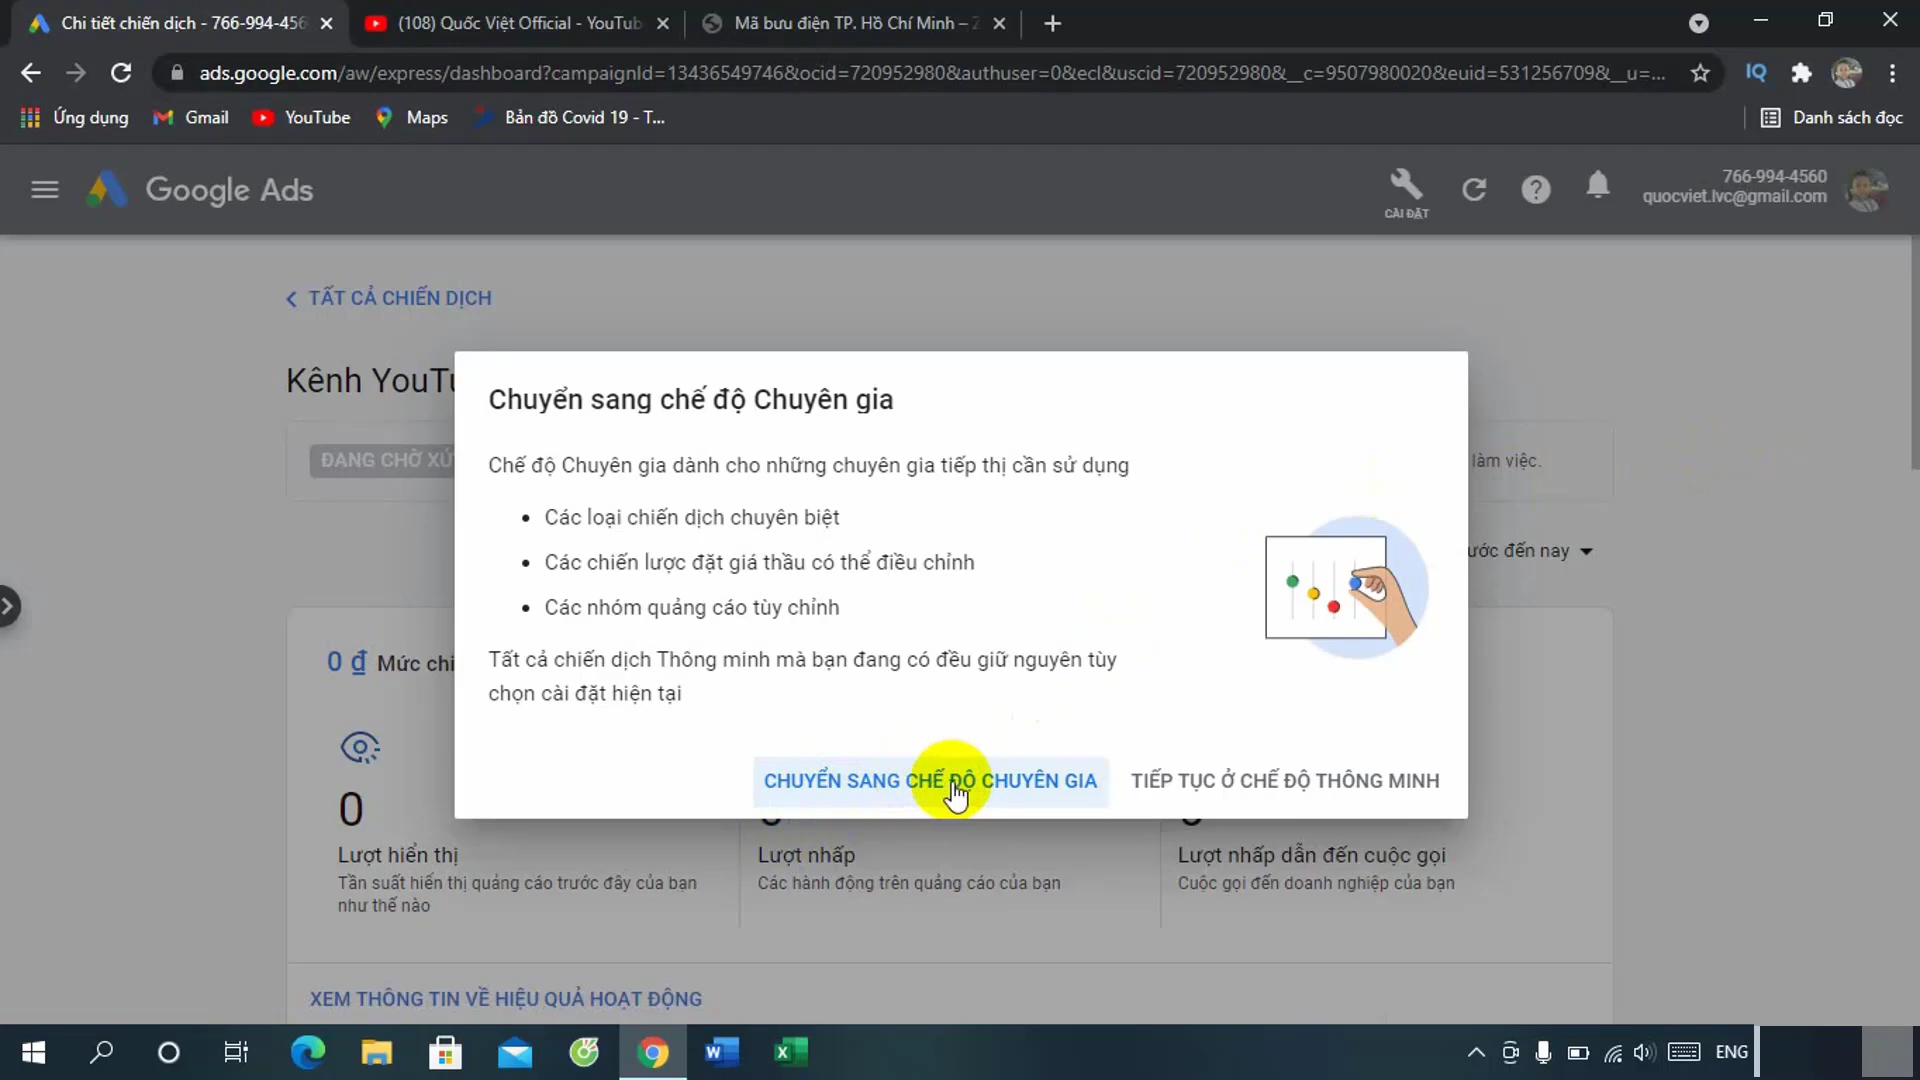 Chi tiết chiến dịch - 766-994-456
(108) Quốc Việt Official - YouTub
Mã bưu điện TP. Hồ Chí Minh –
ads.google.com/aw/express/dashboard?campaignId=13436549746&ocid=720952980&authuser=0&ecl&uscid=720952980&__c=9507980020&euid=531256709&__u=...
IQ
Ứng dụng
Gmail
YouTube
Maps
Bản đồ Covid 19 - T...
Danh sách đọc
Google Ads
CÀI ĐẶT
766-994-4560
quocviet.lvc@gmail.com
TẤT CẢ CHIẾN DỊCH
Kênh YouTu
ĐANG CHỜ XỬ
làm việc.
ước đến nay
Chuyển sang chế độ Chuyên gia
Chế độ Chuyên gia dành cho những chuyên gia tiếp thị cần sử dụng
• Các loại chiến dịch chuyên biệt
• Các chiến lược đặt giá thầu có thể điều chỉnh
• Các nhóm quảng cáo tùy chỉnh
Tất cả chiến dịch Thông minh mà bạn đang có đều giữ nguyên tùy
chọn cài đặt hiện tại
CHUYỂN SANG CHẾ ĐỘ CHUYÊN GIA
TIẾP TỤC Ở CHẾ ĐỘ THÔNG MINH
0 ₫ Mức chi
0
Lượt hiển thị
Tần suất hiển thị quảng cáo trước đây của bạn
như thế nào
Lượt nhấp
Các hành động trên quảng cáo của bạn
Lượt nhấp dẫn đến cuộc gọi
Cuộc gọi đến doanh nghiệp của bạn
XEM THÔNG TIN VỀ HIỆU QUẢ HOẠT ĐỘNG
ENG